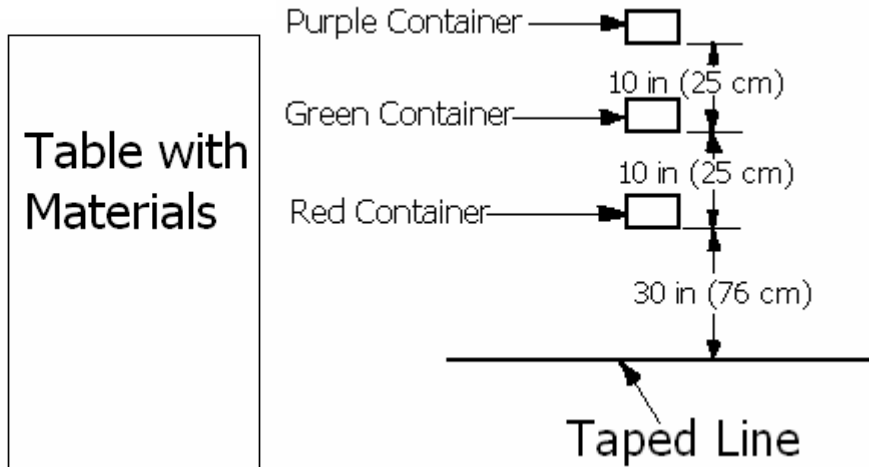 Purple Container
10 in (25 cm)
Green Container
Table with
Materials
10 in (25 cm)
Red Container
30 in (76 cm)
Taped Line